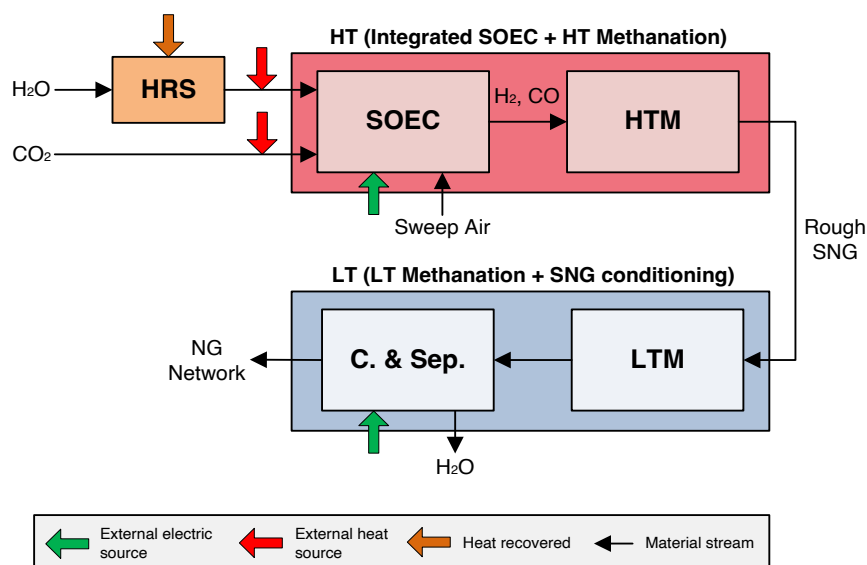 HT (Integrated SOEC + HT Methanation)
H₂O
HRS
SOEC
H₂, CO
HTM
CO₂
Sweep Air
Rough
SNG
LT (LT Methanation + SNG conditioning)
NG
Network
C. & Sep.
LTM
H₂O
External electric
source
External heat
source
Heat recovered
Material stream